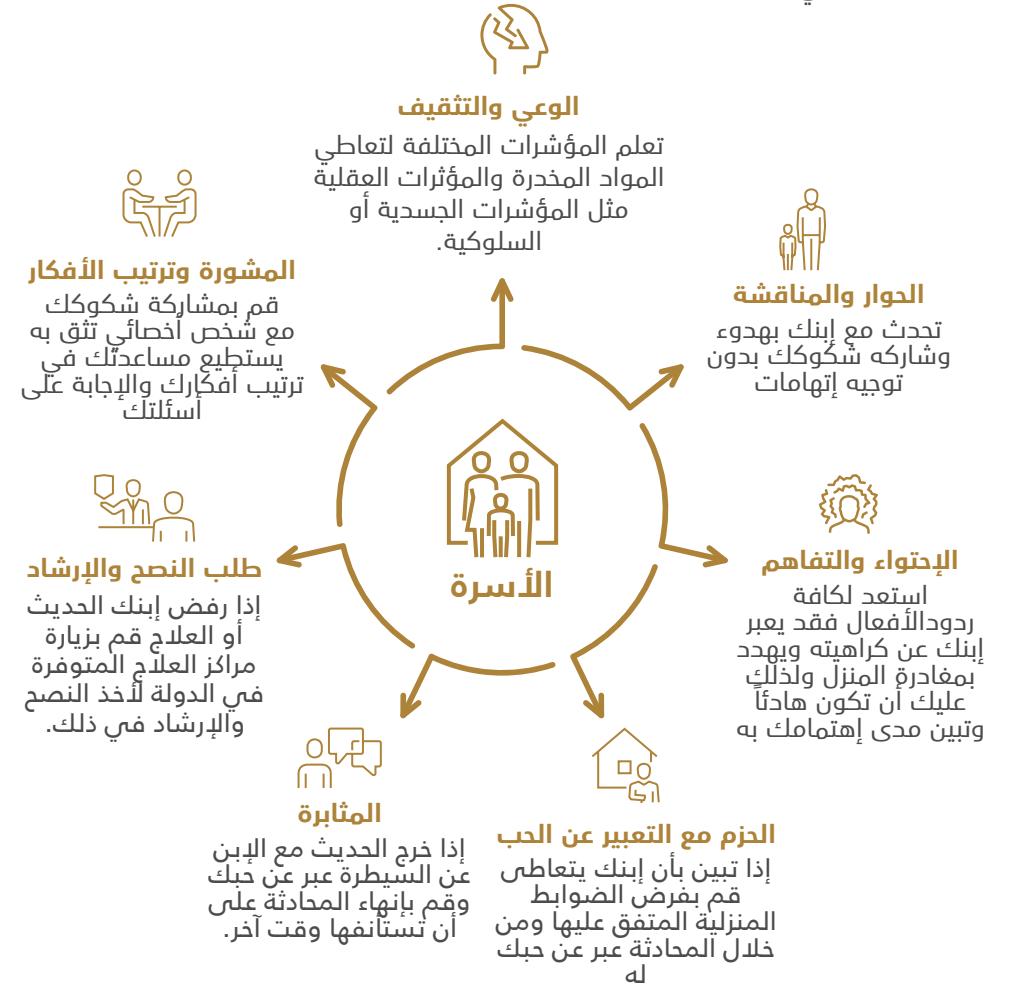 الوعي والتثقيف
تعلم المؤشرات المختلفة لتعاطي
المواد المخدرة والمؤثرات العقلية
مثل المؤشرات الجسدية أو
السلوكية.
الحوار والمناقشة
تحدث مع إبنك بهدوء
وشاركه شكوكك بدون
توجيه إتهامات
الإحتواء والتفاهم
استعد لكافة
ردودالأفعال فقد يعبر
إبنك عن كراهيته ويهدد
بمغادرة المنزل ولذلك
عليك أن تكون هادئاً
وتبين مدى إهتمامك به
الحزم مع التعبير عن الحب
إذا تبين بأن إبنك يتعاطى
قم بفرض الضوابط
المنزلية المتفق عليها ومن
خلال المحادثة عبر عن حبك
له
المثابرة
إذا خرج الحديث مع الإبن
عن السيطرة عبر عن حبك
وقم بإنهاء المحادثة على
أن تستأنفها وقت آخر.
طلب النصح والإرشاد
إذا رفض إبنك الحديث
أو العلاج قم بزيارة
مراكز العلاج المتوفرة
في الدولة لأخذ النصح
والإرشاد في ذلك.
المشورة وترتيب الأفكار
قم بمشاركة شكوكك
مع شخص أخصائي تثق به
يستطيع مساعدتك في
ترتيب أفكارك والإجابة على
أسئلتك
الأسرة